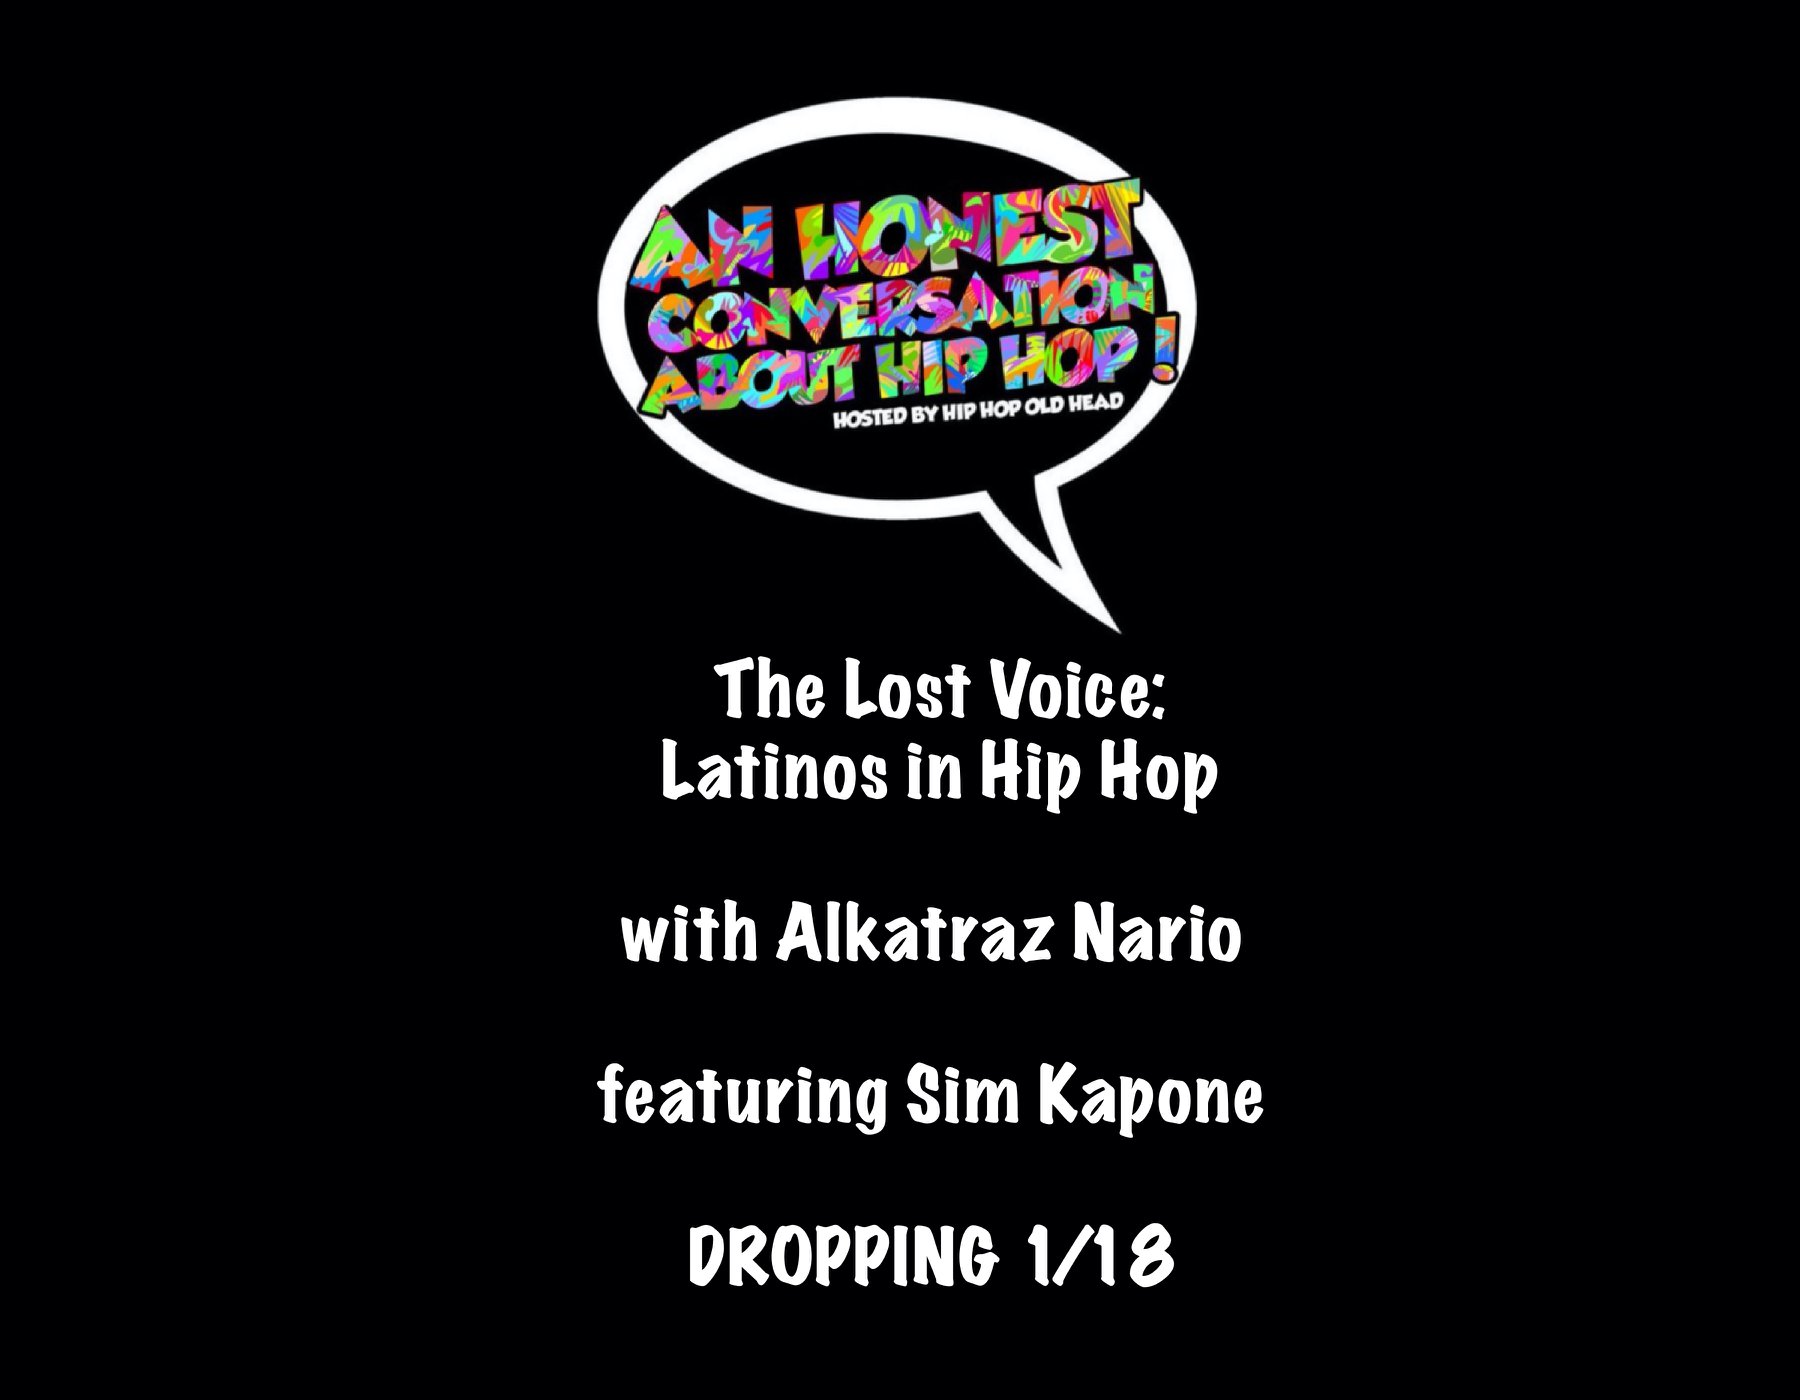 AN HONEST
CONVERSATION
ABOUT HIP HOP!
HOSTED BY HIP HOP OLD HEAD
The Lost Voice:
Latinos in Hip Hop
with Alkatraz Nario
featuring Sim Kapone
DROPPING 1/18